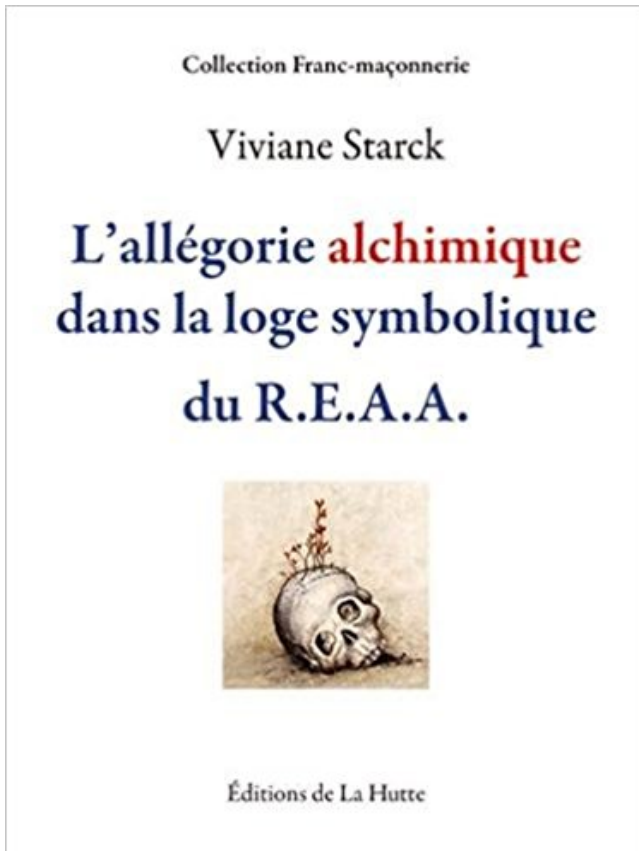 Collection Franc-maçonnerie
Viviane Starck
L'allégorie alchimique
dans la loge symbolique
du R.E.A.A.
Éditions de La Hutte